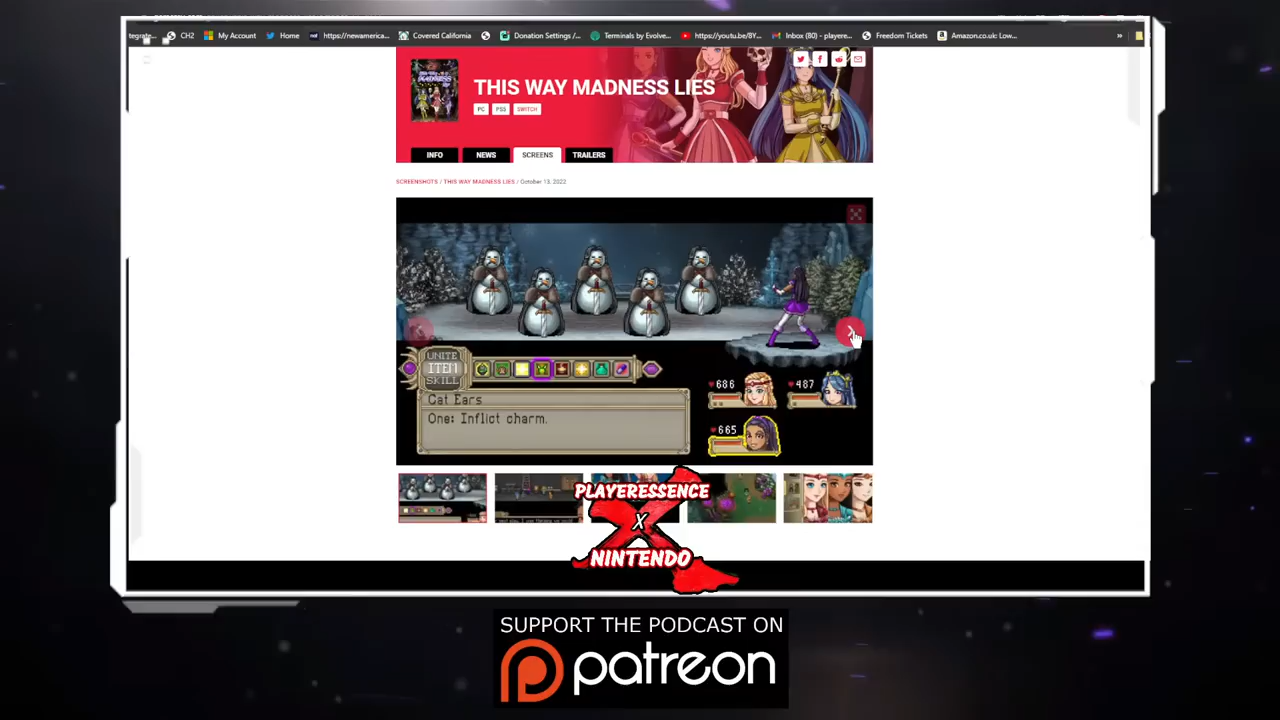 tegrate... CH2 My Account Home https://newamerica... Covered California Donation Settings /... Terminals by Evolve... https://youtu.be/8Y... Inbox (80) - playere... Freedom Tickets Amazon.co.uk: Low... »
THIS WAY MADNESS LIES
PC PS5 SWITCH
INFO NEWS SCREENS TRAILERS
SCREENSHOTS / THIS WAY MADNESS LIES / October 13, 2022
UNITE
ITEM
SKILL
Cat Ears
One: Inflict charm.
686 487
665
PLAYERESSENCE
X
NINTENDO
SUPPORT THE PODCAST ON
patreon